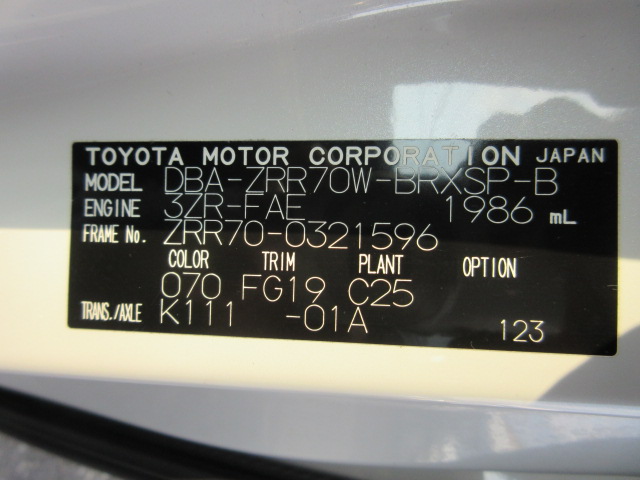 TOYOTA MOTOR CORPORATION JAPAN
MODEL DBA-ZRR70W-BRXSP-B
ENGINE 3ZR-FAE 1986 mL
FRAME No. ZRR70-0321596
COLOR TRIM PLANT OPTION
070 FG19 C25
TRANS./AXLE K111 -01A 123